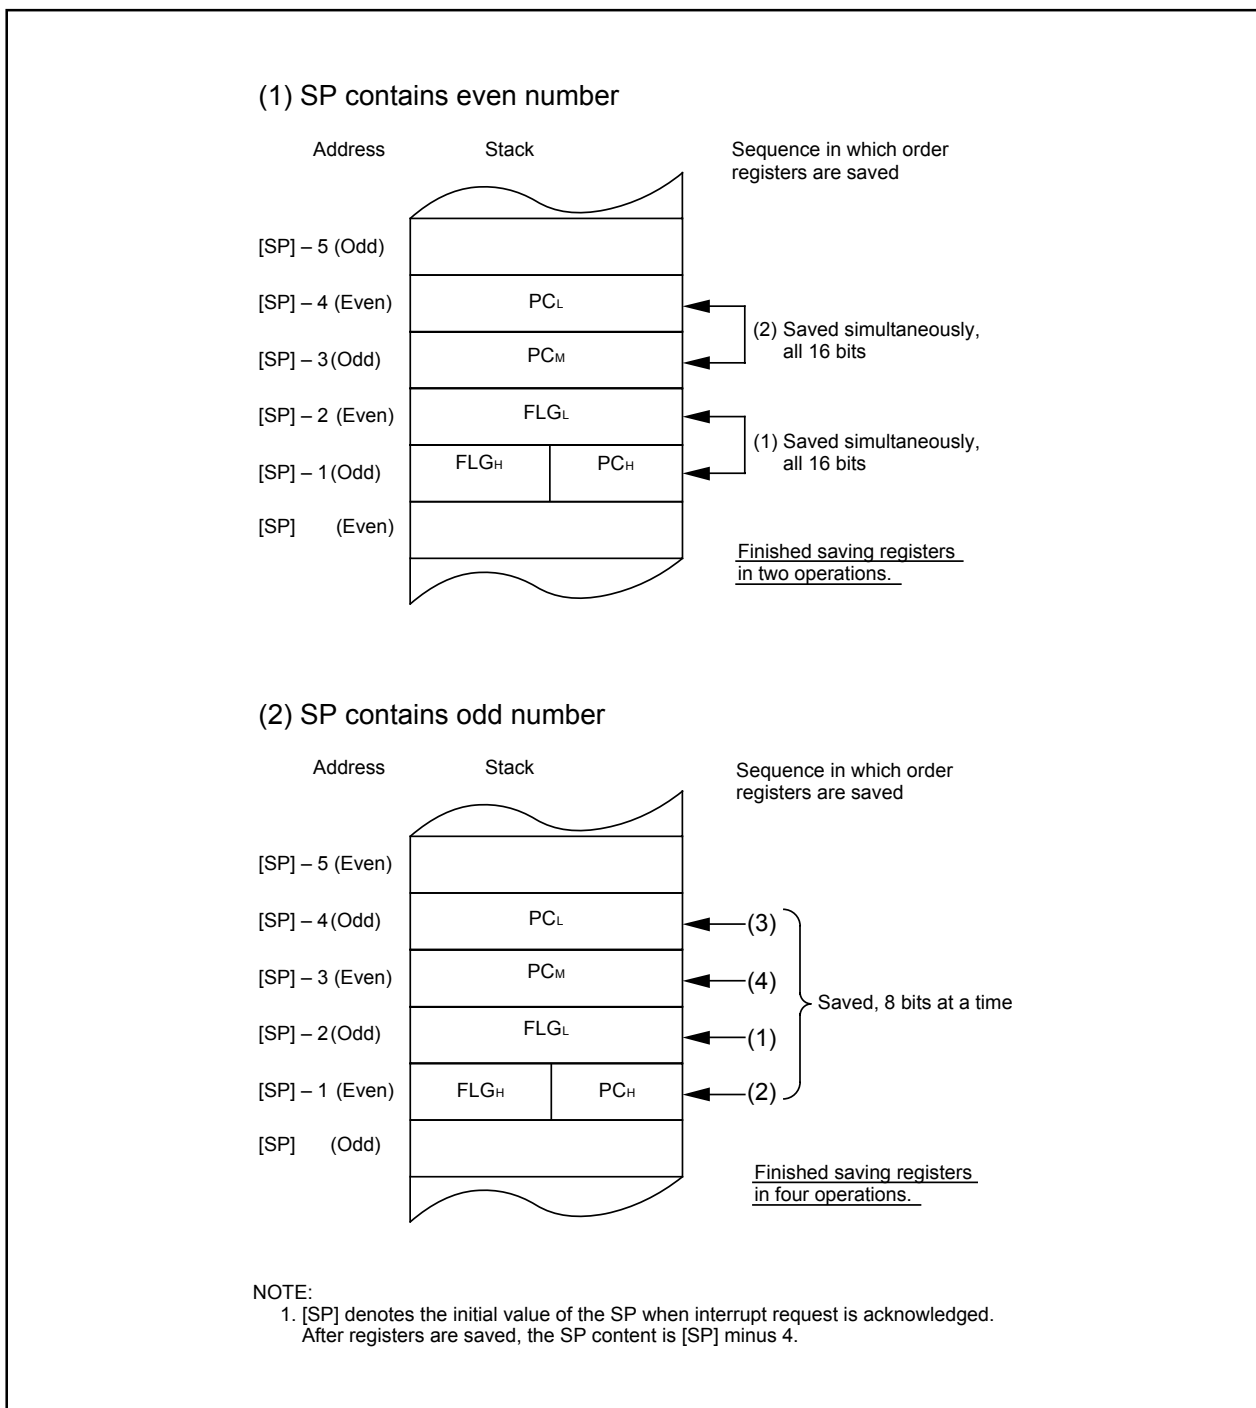 (1) SP contains even number
Address Stack Sequence in which order
registers are saved
[SP] – 5 (Odd)
[SP] – 4 (Even) PCL
(2) Saved simultaneously,
all 16 bits
[SP] – 3 (Odd) PCM
[SP] – 2 (Even) FLGL
(1) Saved simultaneously,
all 16 bits
[SP] – 1 (Odd) FLGH PCH
[SP] (Even)
Finished saving registers
in two operations.
(2) SP contains odd number
Address Stack Sequence in which order
registers are saved
[SP] – 5 (Even)
[SP] – 4 (Odd) PCL (3)
[SP] – 3 (Even) PCM (4)
Saved, 8 bits at a time
[SP] – 2 (Odd) FLGL (1)
[SP] – 1 (Even) FLGH PCH (2)
[SP] (Odd)
Finished saving registers
in four operations.
NOTE:
1. [SP] denotes the initial value of the SP when interrupt request is acknowledged.
After registers are saved, the SP content is [SP] minus 4.